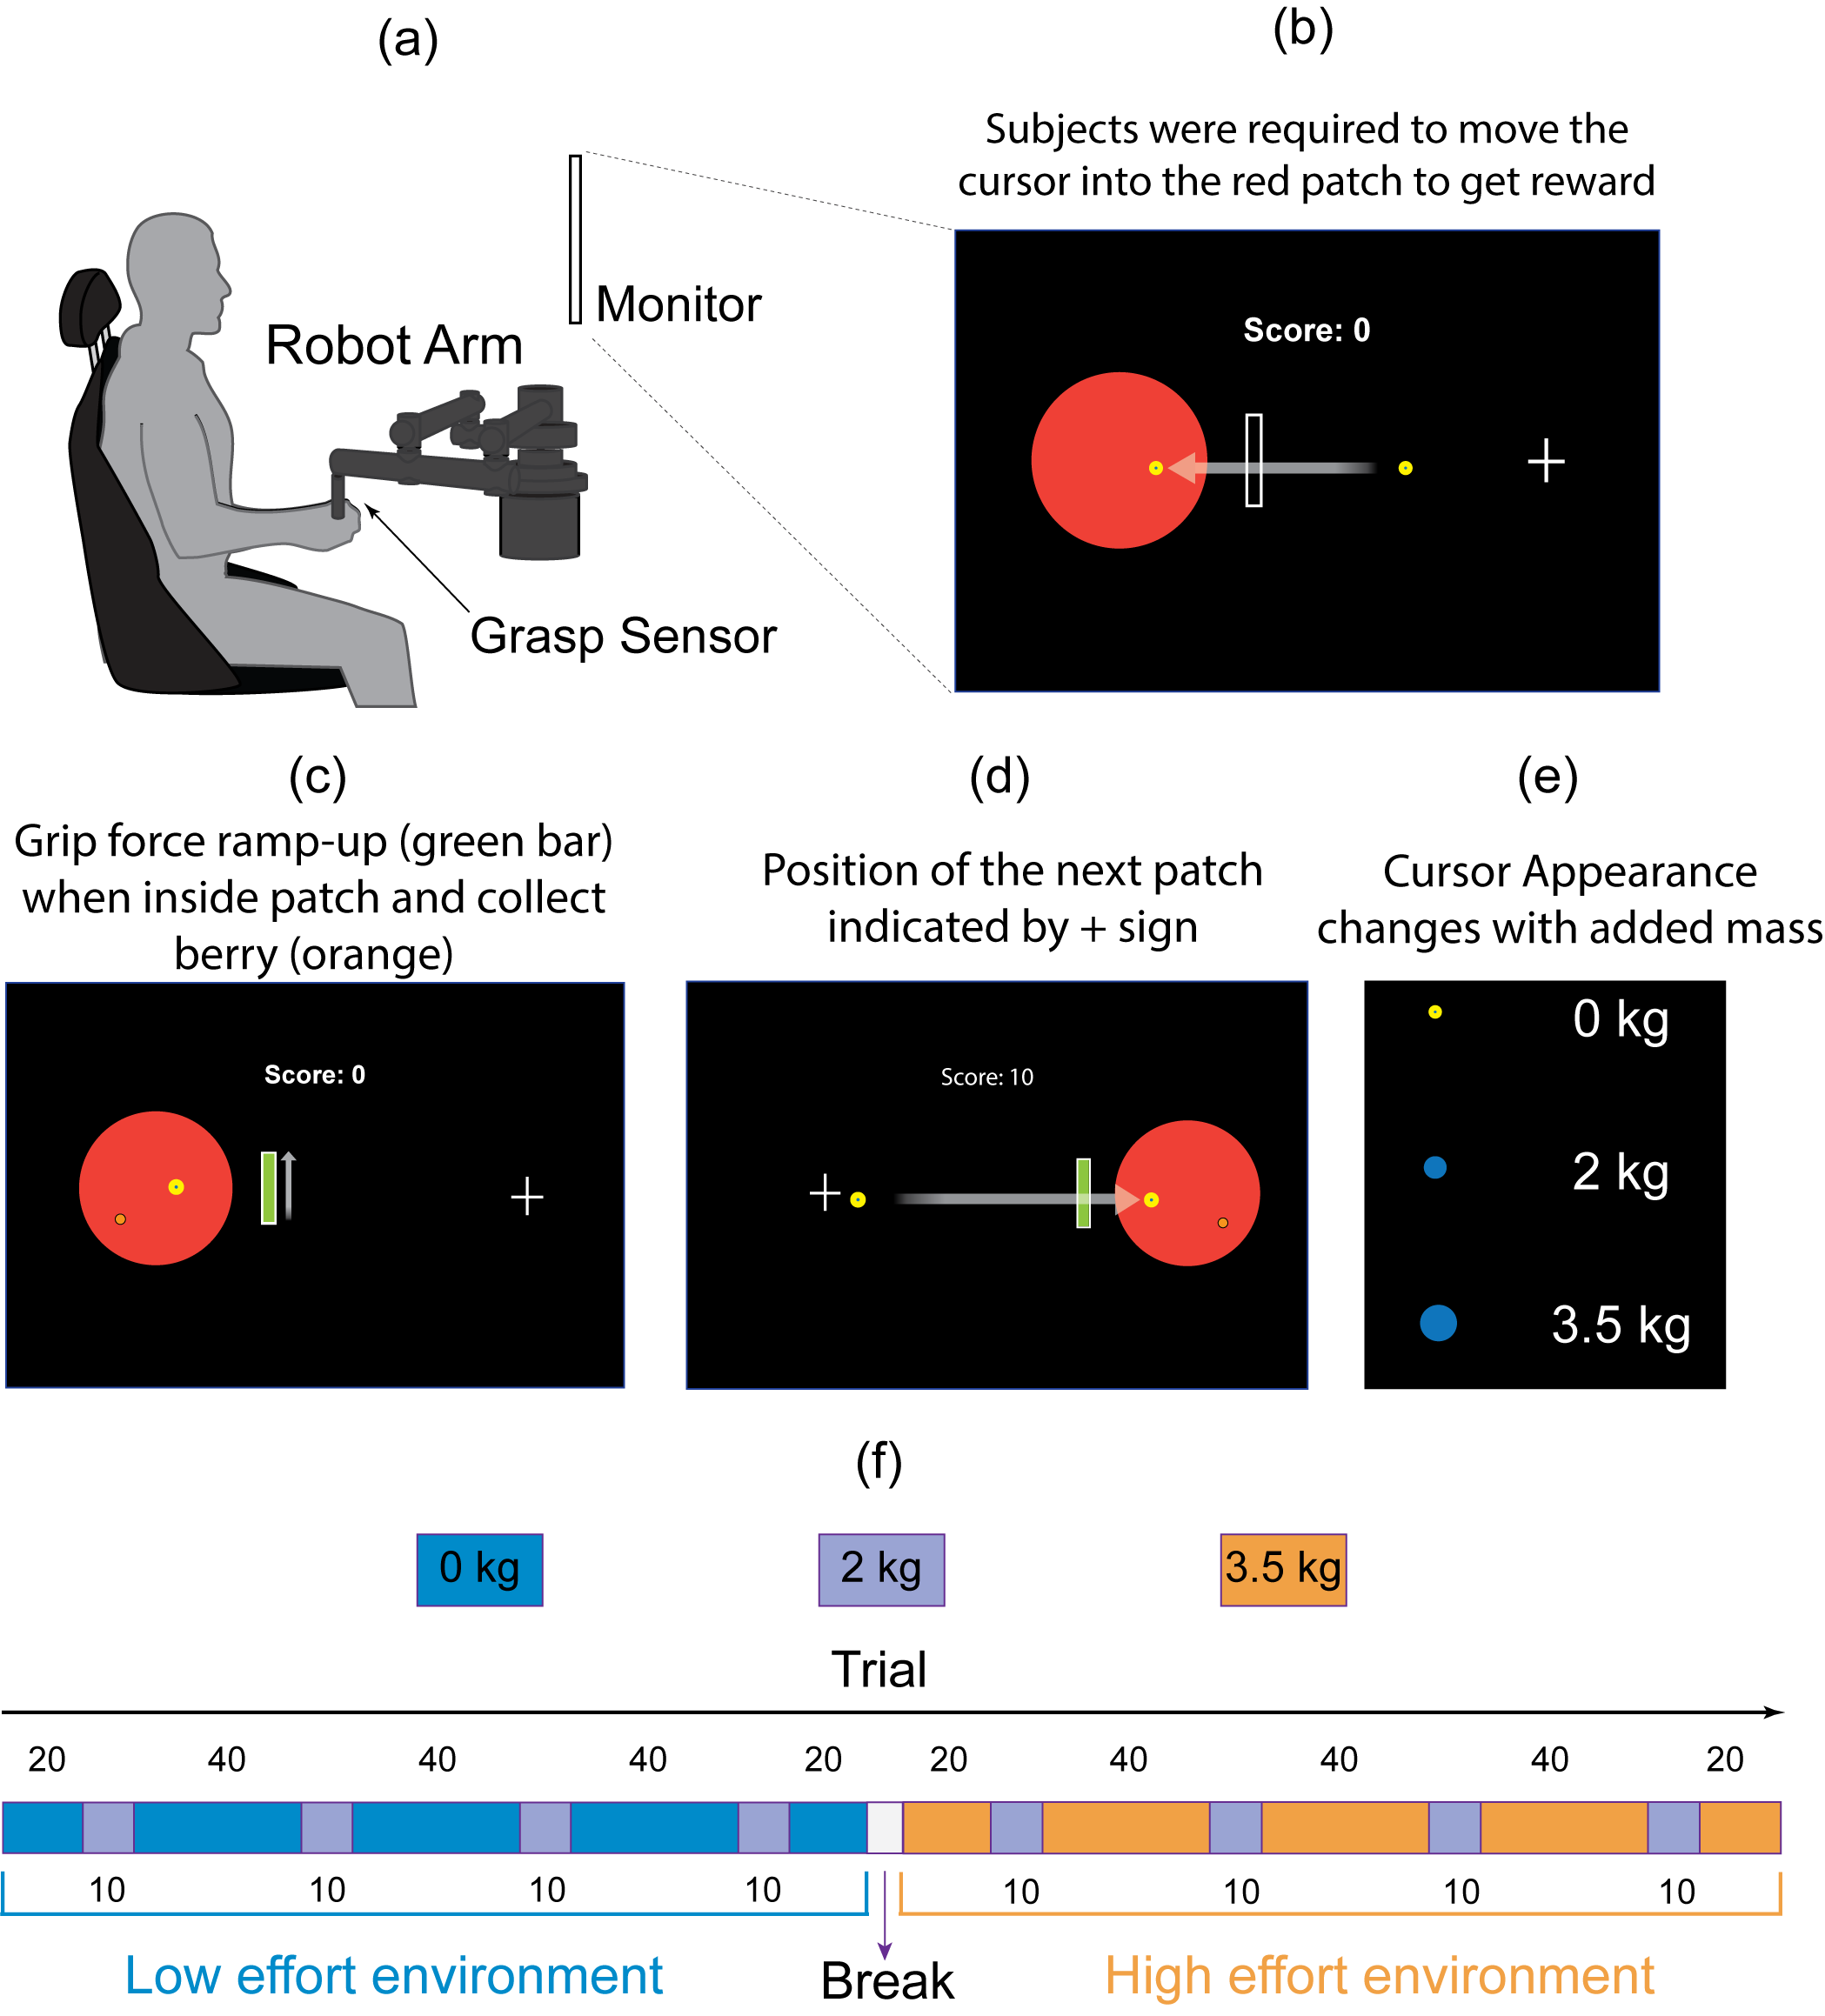 (a)
Monitor
Robot Arm
Grasp Sensor
(b)
Subjects were required to move the
cursor into the red patch to get reward
Score: 0
(c)
Grip force ramp-up (green bar)
when inside patch and collect
berry (orange)
Score: 0
(d)
Position of the next patch
indicated by + sign
Score: 10
(e)
Cursor Appearance
changes with added mass
0 kg
2 kg
3.5 kg
(f)
0 kg 2 kg 3.5 kg
Trial
20 40 40 40 20 20 40 40 40 20
10 10 10 10 10 10 10 10
Low effort environment Break High effort environment